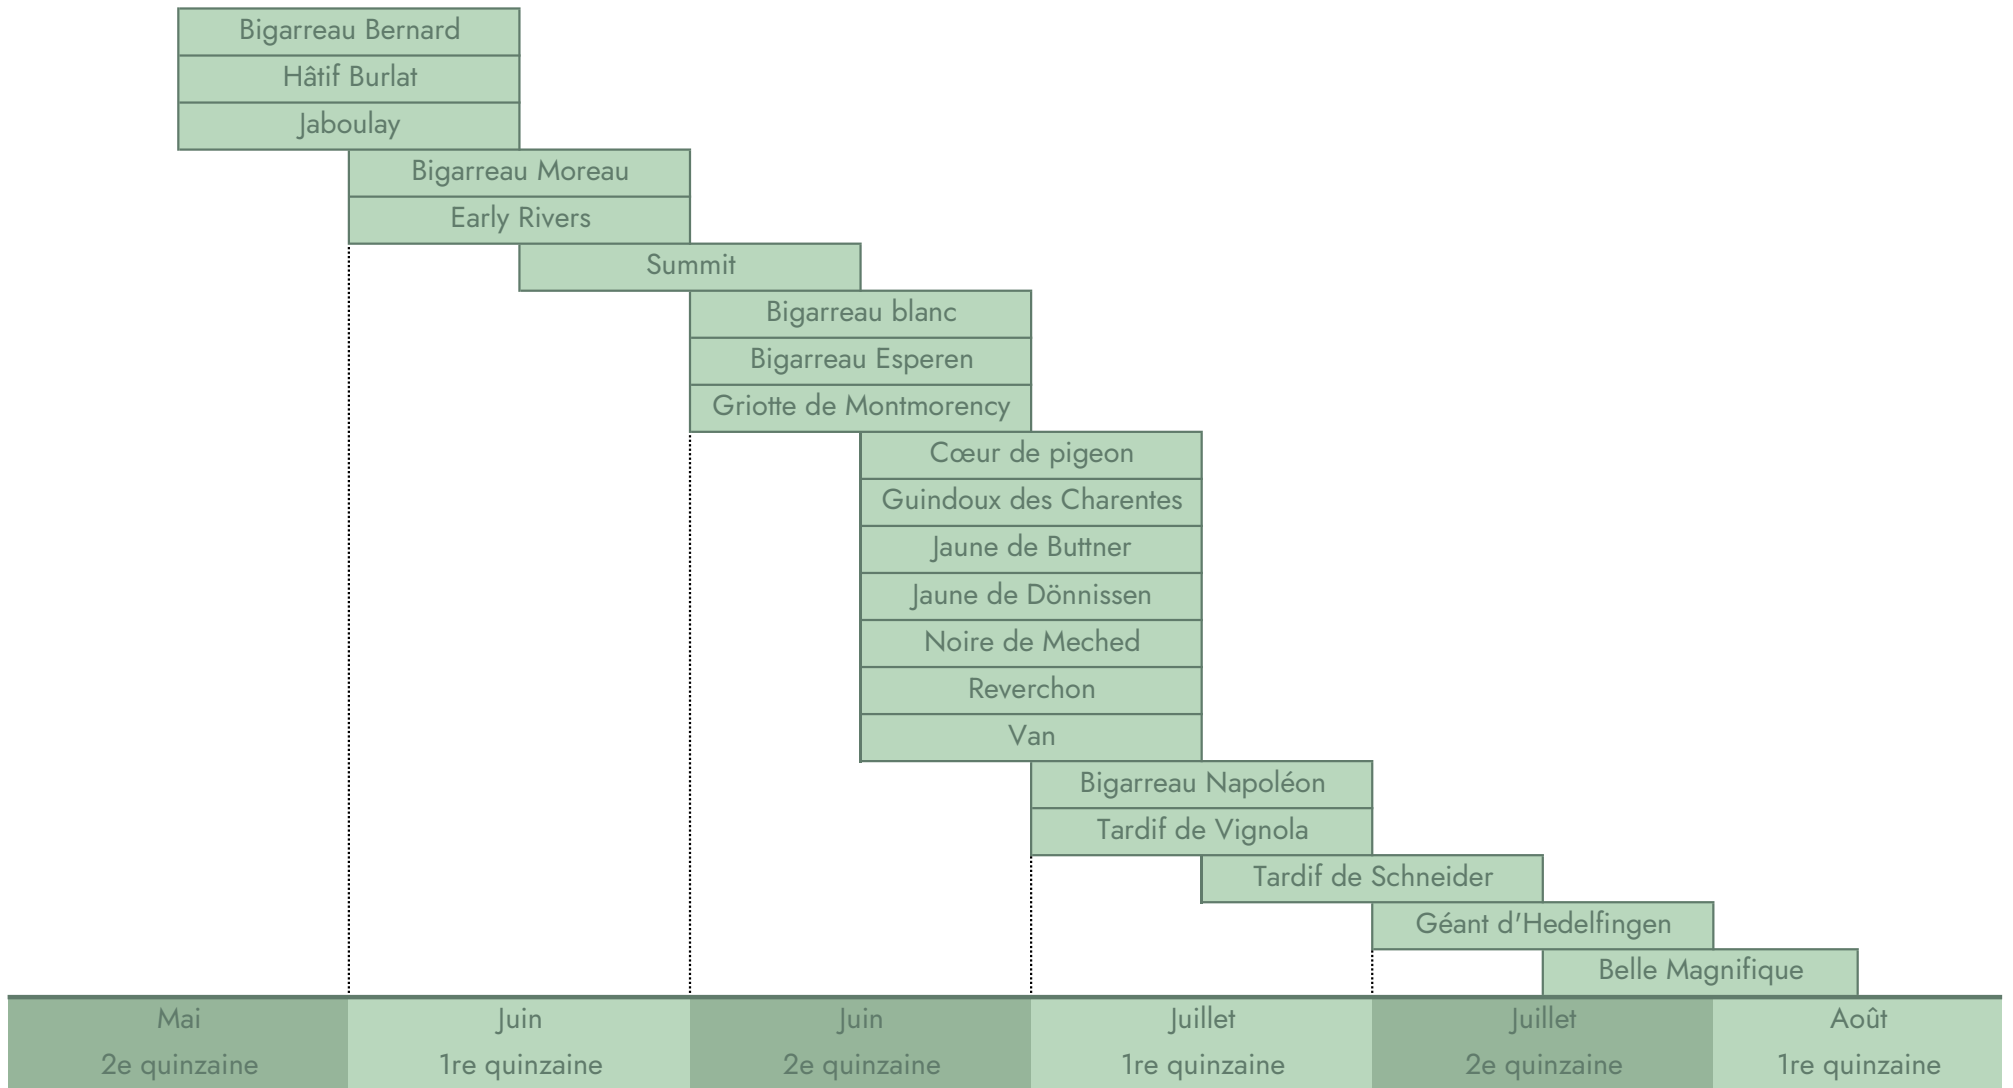 Bigarreau Bernard
Hâtif Burlat
Jaboulay
Bigarreau Moreau
Early Rivers
Summit
Bigarreau blanc
Bigarreau Esperen
Griotte de Montmorency
Cœur de pigeon
Guindoux des Charentes
Jaune de Buttner
Jaune de Dönnissen
Noire de Meched
Reverchon
Van
Bigarreau Napoléon
Tardif de Vignola
Tardif de Schneider
Géant d'Hedelfingen
Belle Magnifique
Mai
2e quinzaine
Juin
1re quinzaine
Juin
2e quinzaine
Juillet
1re quinzaine
Juillet
2e quinzaine
Août
1re quinzaine